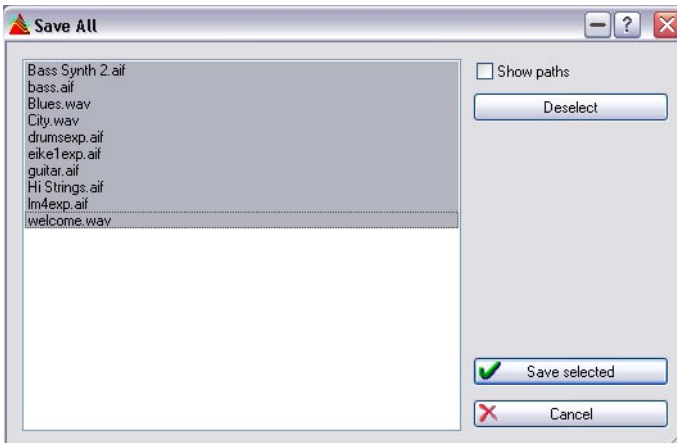 Save All
Bass Synth 2.aif
bass.aif
Blues.wav
City.wav
drumsexp.aif
eike1exp.aif
guitar.aif
Hi Strings.aif
lm4exp.aif
welcome.wav
Show paths
Deselect
Save selected
Cancel